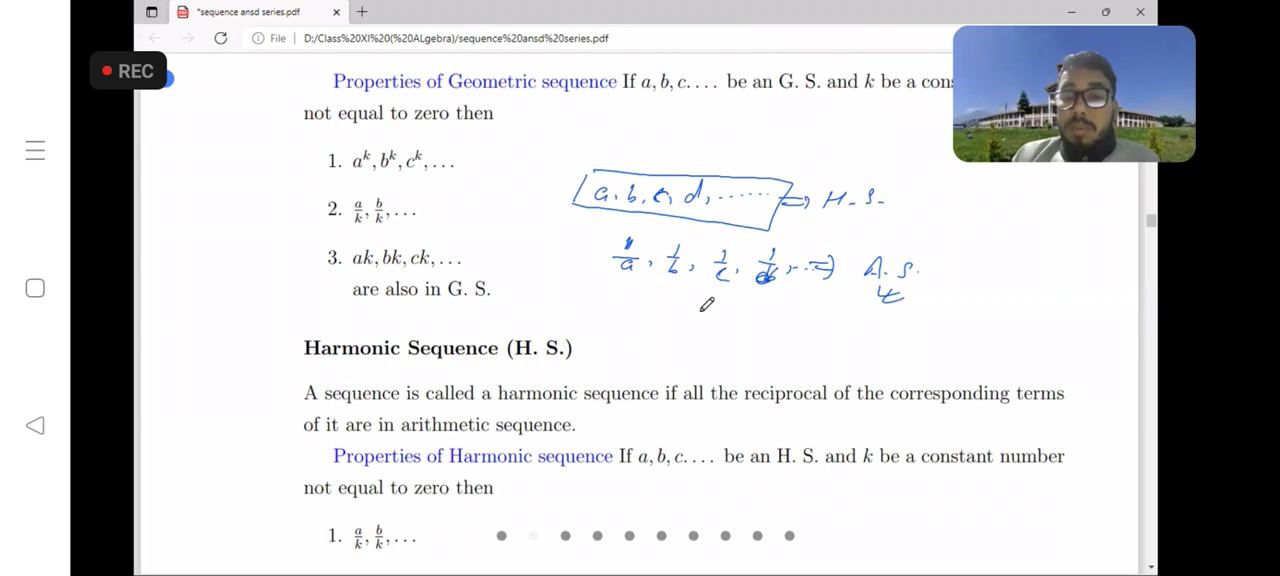 *sequence ansd series.pdf
File | D:/Class%20XI%20(%20ALgebra)/sequence%20ansd%20series.pdf
REC
Properties of Geometric sequence If a, b, c.... be an G. S. and k be a con
not equal to zero then
1. a^k, b^k, c^k, ...
2. a/k, b/k, ...
3. ak, bk, ck, ...
are also in G. S.
a, b, c, d, ...... => H. S.
1/a, 1/b, 1/c, 1/d, ... => A. S.
Harmonic Sequence (H. S.)
A sequence is called a harmonic sequence if all the reciprocal of the corresponding terms
of it are in arithmetic sequence.
Properties of Harmonic sequence If a, b, c.... be an H. S. and k be a constant number
not equal to zero then
1. a/k, b/k, ...